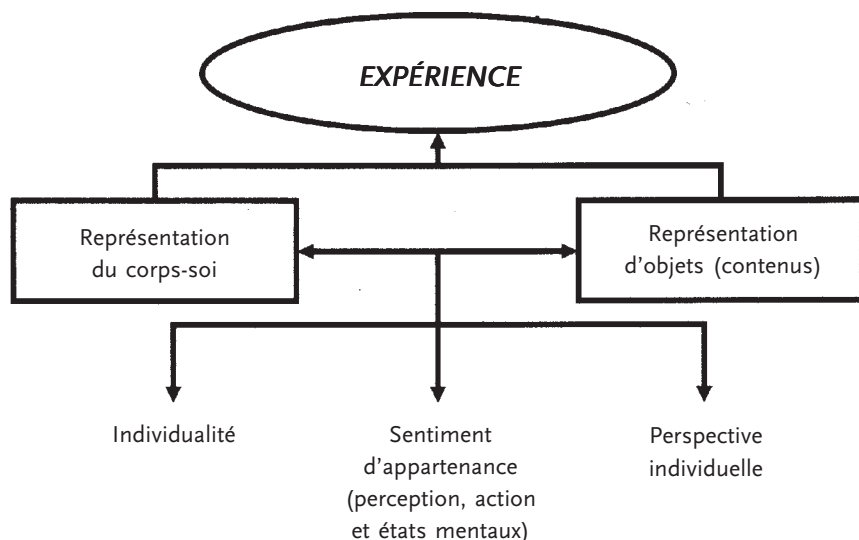 EXPÉRIENCE
Représentation
du corps-soi
Représentation
d'objets (contenus)
Individualité
Sentiment
d'appartenance
(perception, action
et états mentaux)
Perspective
individuelle